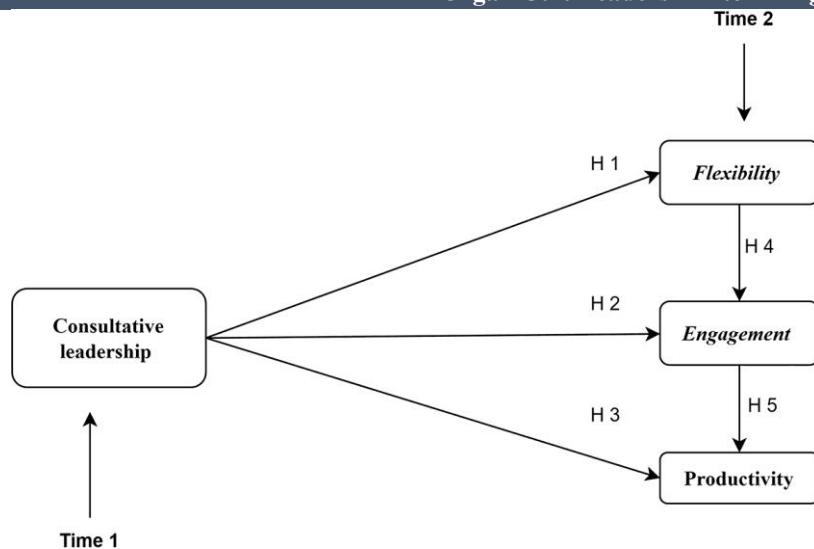 Time 2
H 1
Flexibility
H 4
H 2
Consultative
leadership
Engagement
H 3
H 5
Productivity
Time 1